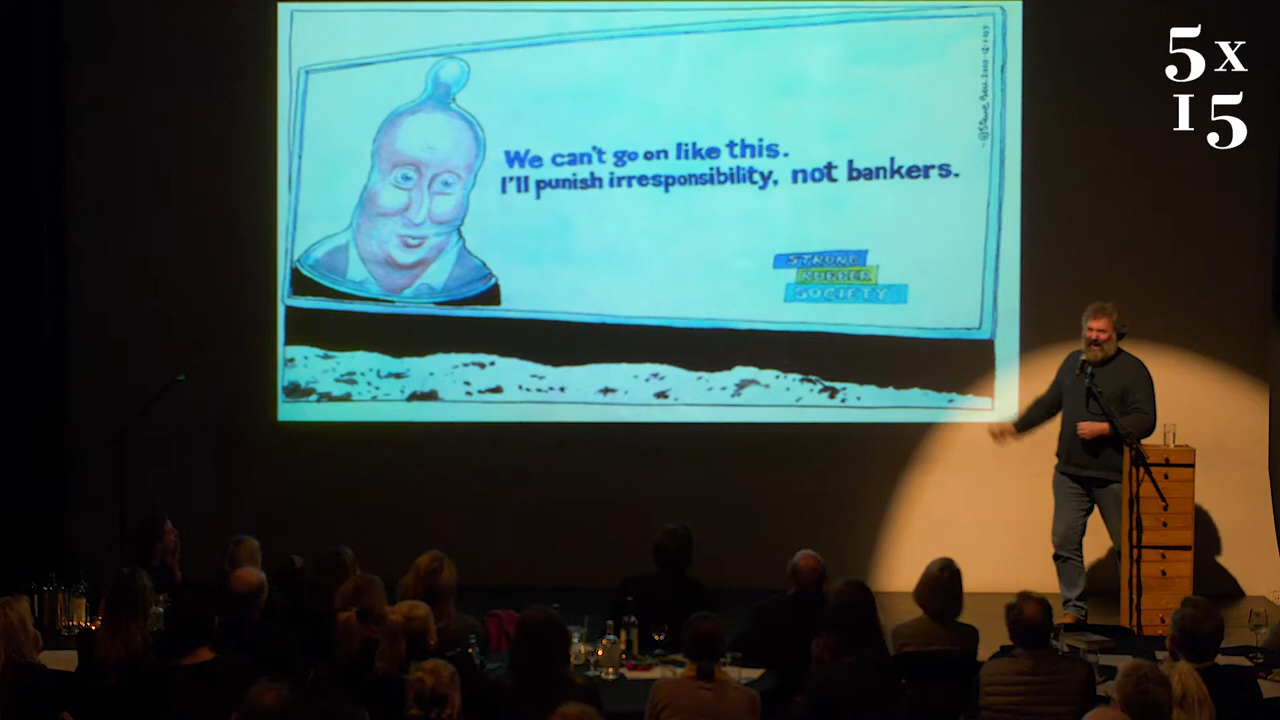 5x
15
We can't go on like this.
I'll punish irresponsibility, not bankers.
STRONG
RUBBER
SOCIETY